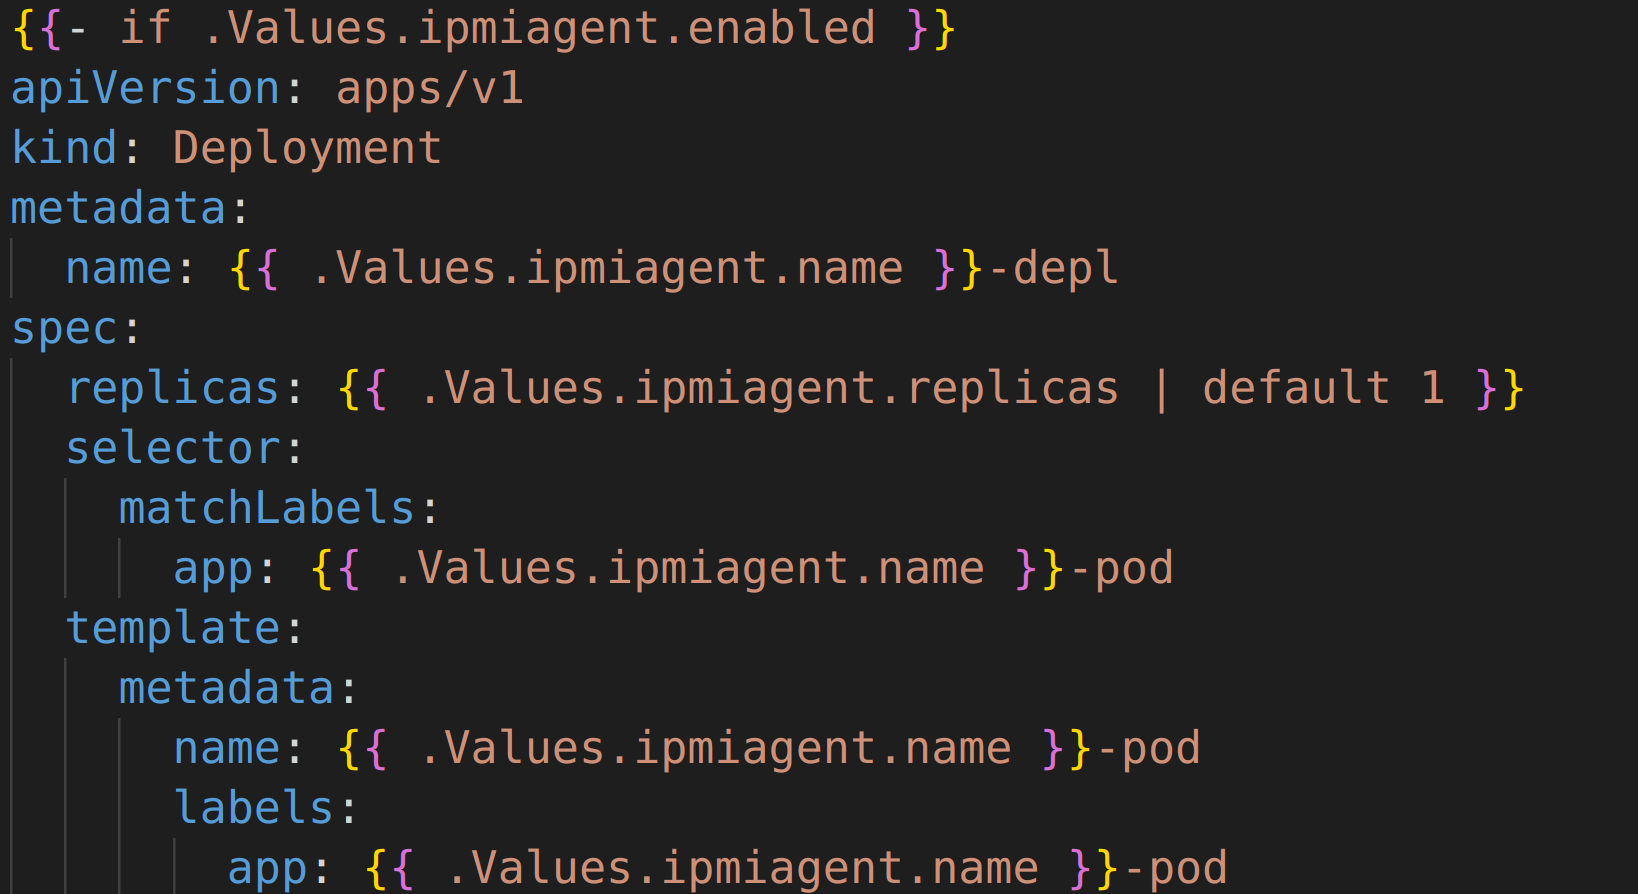 {{- if .Values.ipmiagent.enabled }}
apiVersion: apps/v1
kind: Deployment
metadata:
  name: {{ .Values.ipmiagent.name }}-depl
spec:
  replicas: {{ .Values.ipmiagent.replicas | default 1 }}
  selector:
    matchLabels:
      app: {{ .Values.ipmiagent.name }}-pod
  template:
    metadata:
      name: {{ .Values.ipmiagent.name }}-pod
      labels:
        app: {{ .Values.ipmiagent.name }}-pod